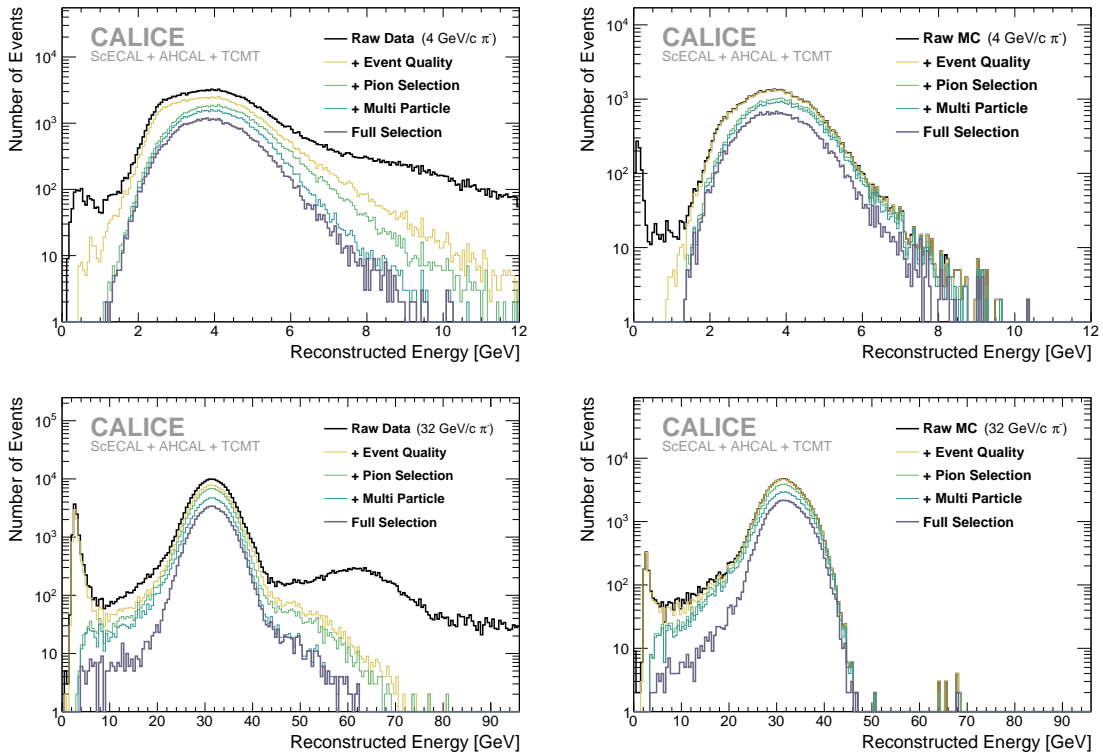 Number of Events
10⁴
10³
10²
10
1
CALICE
ScECAL + AHCAL + TCMT
Raw Data (4 GeV/c π⁻)
+ Event Quality
+ Pion Selection
+ Multi Particle
Full Selection
0 2 4 6 8 10 12
Reconstructed Energy [GeV]
Number of Events
10⁴
10³
10²
10
1
CALICE
ScECAL + AHCAL + TCMT
Raw MC (4 GeV/c π⁻)
+ Event Quality
+ Pion Selection
+ Multi Particle
Full Selection
0 2 4 6 8 10 12
Reconstructed Energy [GeV]
Number of Events
10⁵
10⁴
10³
10²
10
1
CALICE
ScECAL + AHCAL + TCMT
Raw Data (32 GeV/c π⁻)
+ Event Quality
+ Pion Selection
+ Multi Particle
Full Selection
0 10 20 30 40 50 60 70 80 90
Reconstructed Energy [GeV]
Number of Events
10⁴
10³
10²
10
1
CALICE
ScECAL + AHCAL + TCMT
Raw MC (32 GeV/c π⁻)
+ Event Quality
+ Pion Selection
+ Multi Particle
Full Selection
0 10 20 30 40 50 60 70 80 90
Reconstructed Energy [GeV]